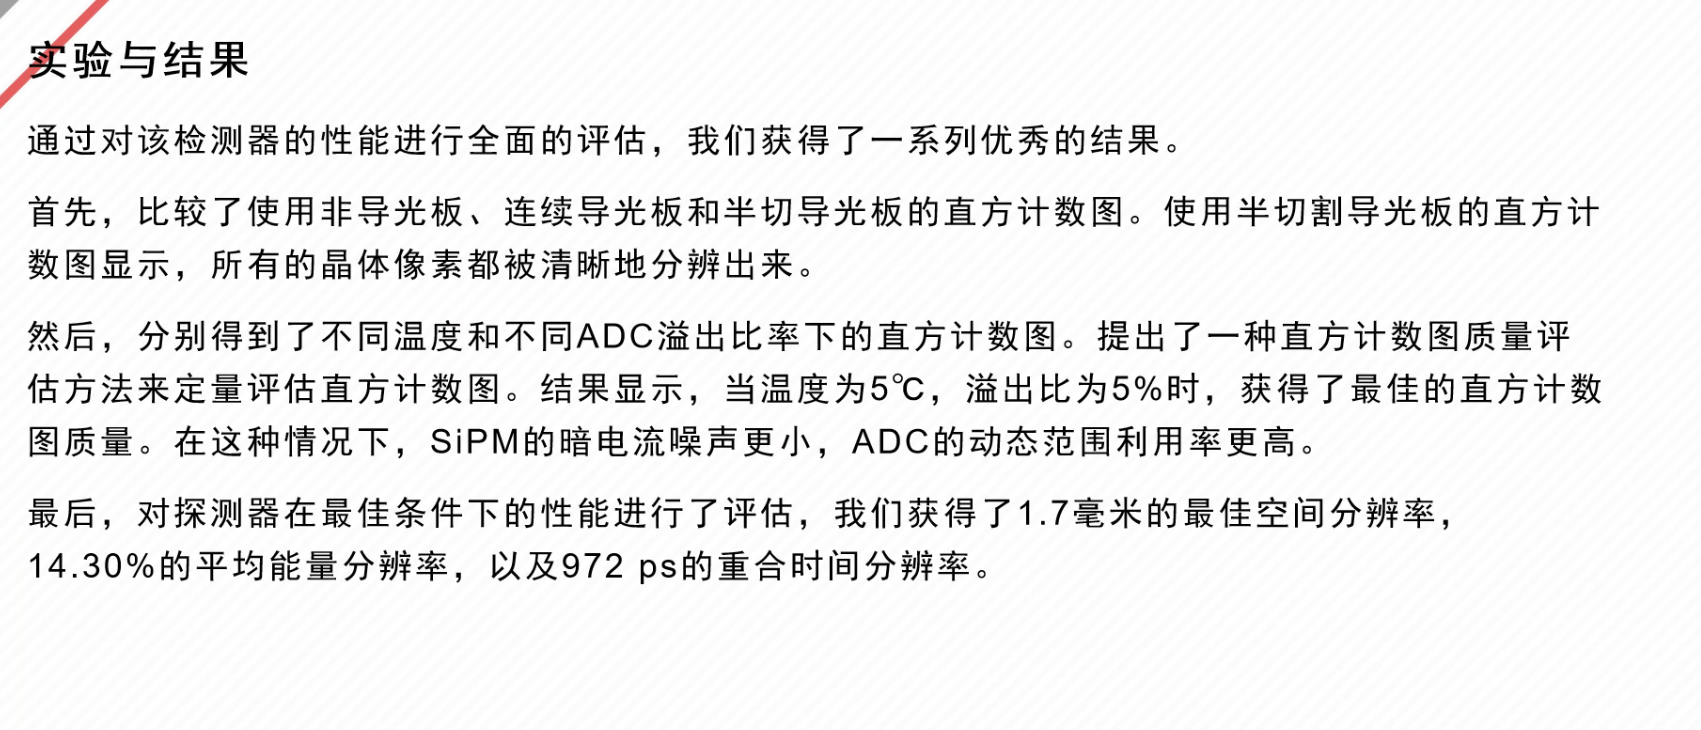 实验与结果
通过对该检测器的性能进行全面的评估，我们获得了一系列优秀的结果。
首先，比较了使用非导光板、连续导光板和半切导光板的直方计数图。使用半切割导光板的直方计
数图显示，所有的晶体像素都被清晰地分辨出来。
然后，分别得到了不同温度和不同ADC溢出比率下的直方计数图。提出了一种直方计数图质量评
估方法来定量评估直方计数图。结果显示，当温度为5℃，溢出比为5%时，获得了最佳的直方计数
图质量。在这种情况下，SiPM的暗电流噪声更小，ADC的动态范围利用率更高。
最后，对探测器在最佳条件下的性能进行了评估，我们获得了1.7毫米的最佳空间分辨率，
14.30%的平均能量分辨率，以及972 ps的重合时间分辨率。